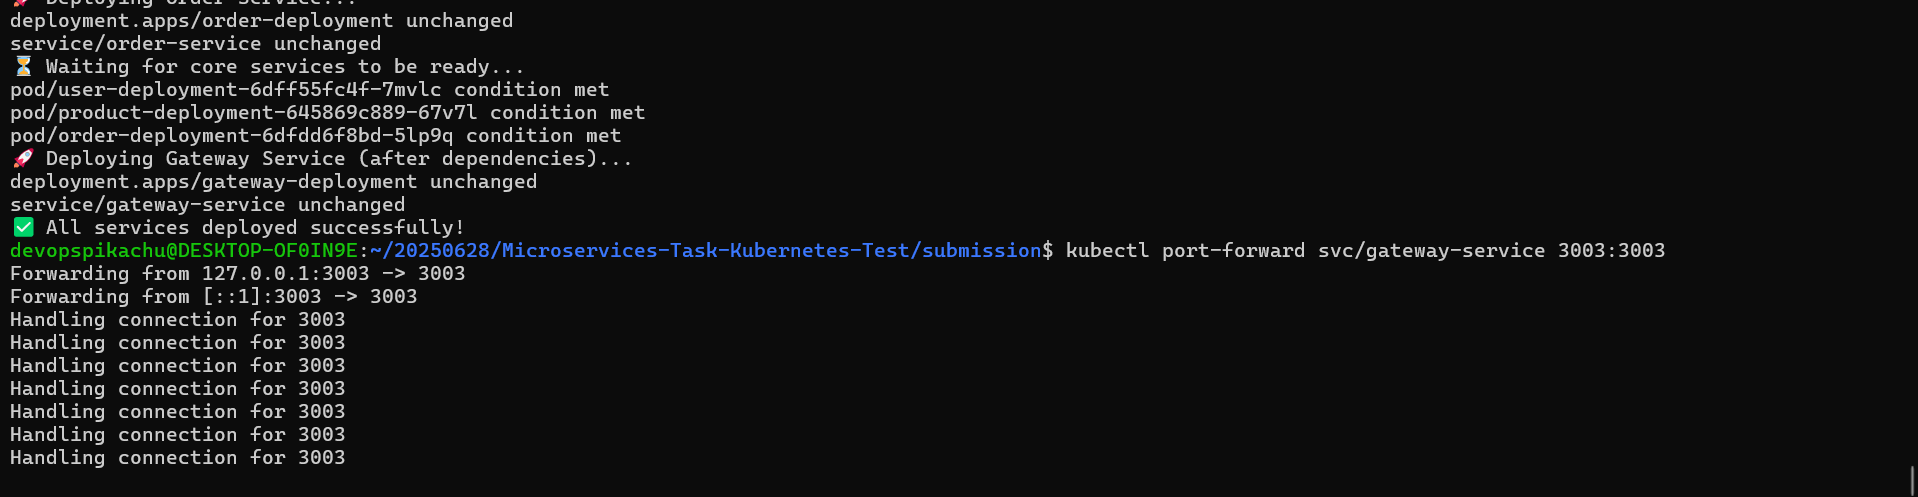 🚀 Deploying Order Service...
deployment.apps/order-deployment unchanged
service/order-service unchanged
⏳ Waiting for core services to be ready...
pod/user-deployment-6dff55fc4f-7mvlc condition met
pod/product-deployment-645869c889-67v7l condition met
pod/order-deployment-6dfdd6f8bd-5lp9q condition met
🚀 Deploying Gateway Service (after dependencies)...
deployment.apps/gateway-deployment unchanged
service/gateway-service unchanged
✅ All services deployed successfully!
devopspikachu@DESKTOP-OF0IN9E:~/20250628/Microservices-Task-Kubernetes-Test/submission$ kubectl port-forward svc/gateway-service 3003:3003
Forwarding from 127.0.0.1:3003 -> 3003
Forwarding from [::1]:3003 -> 3003
Handling connection for 3003
Handling connection for 3003
Handling connection for 3003
Handling connection for 3003
Handling connection for 3003
Handling connection for 3003
Handling connection for 3003